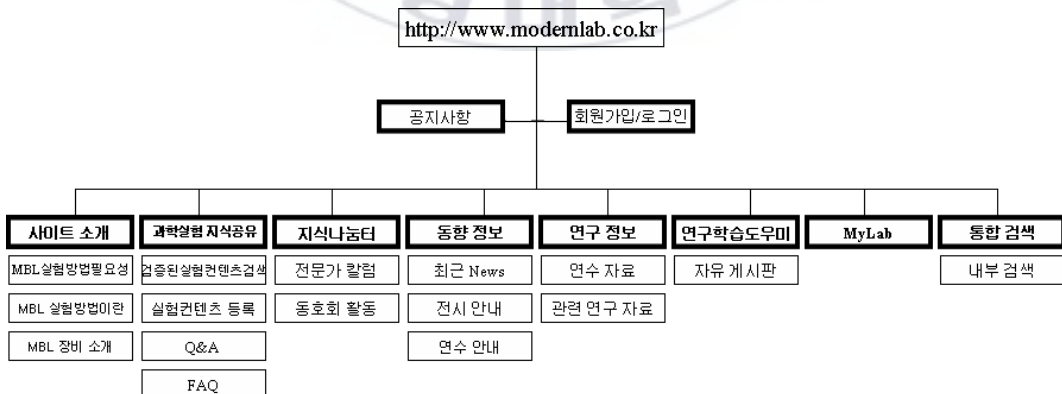 http://www.modernlab.co.kr
공지사항
회원가입/로그인
사이트 소개
과학실험 지식공유
지식나눔터
동향 정보
연구 정보
연구학습도우미
MyLab
통합 검색
MBL실험방법필요성
검증된실험컨텐츠검색
전문가 칼럼
최근 News
연수 자료
자유 게시판
내부 검색
MBL 실험방법이란
실험컨텐츠 등록
동호회 활동
전시 안내
관련 연구 자료
MBL 장비 소개
Q&A
연수 안내
FAQ